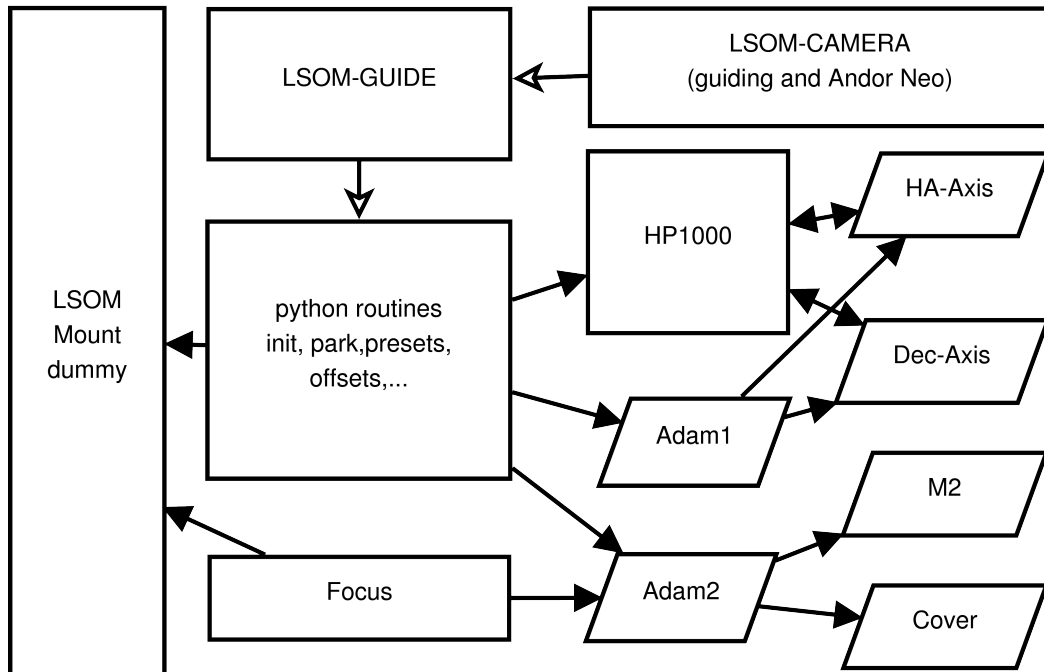 LSOM-GUIDE
LSOM-CAMERA
(guiding and Andor Neo)
HP1000
HA-Axis
LSOM
Mount
dummy
python routines
init, park,presets,
offsets,...
Dec-Axis
Adam1
M2
Focus
Adam2
Cover